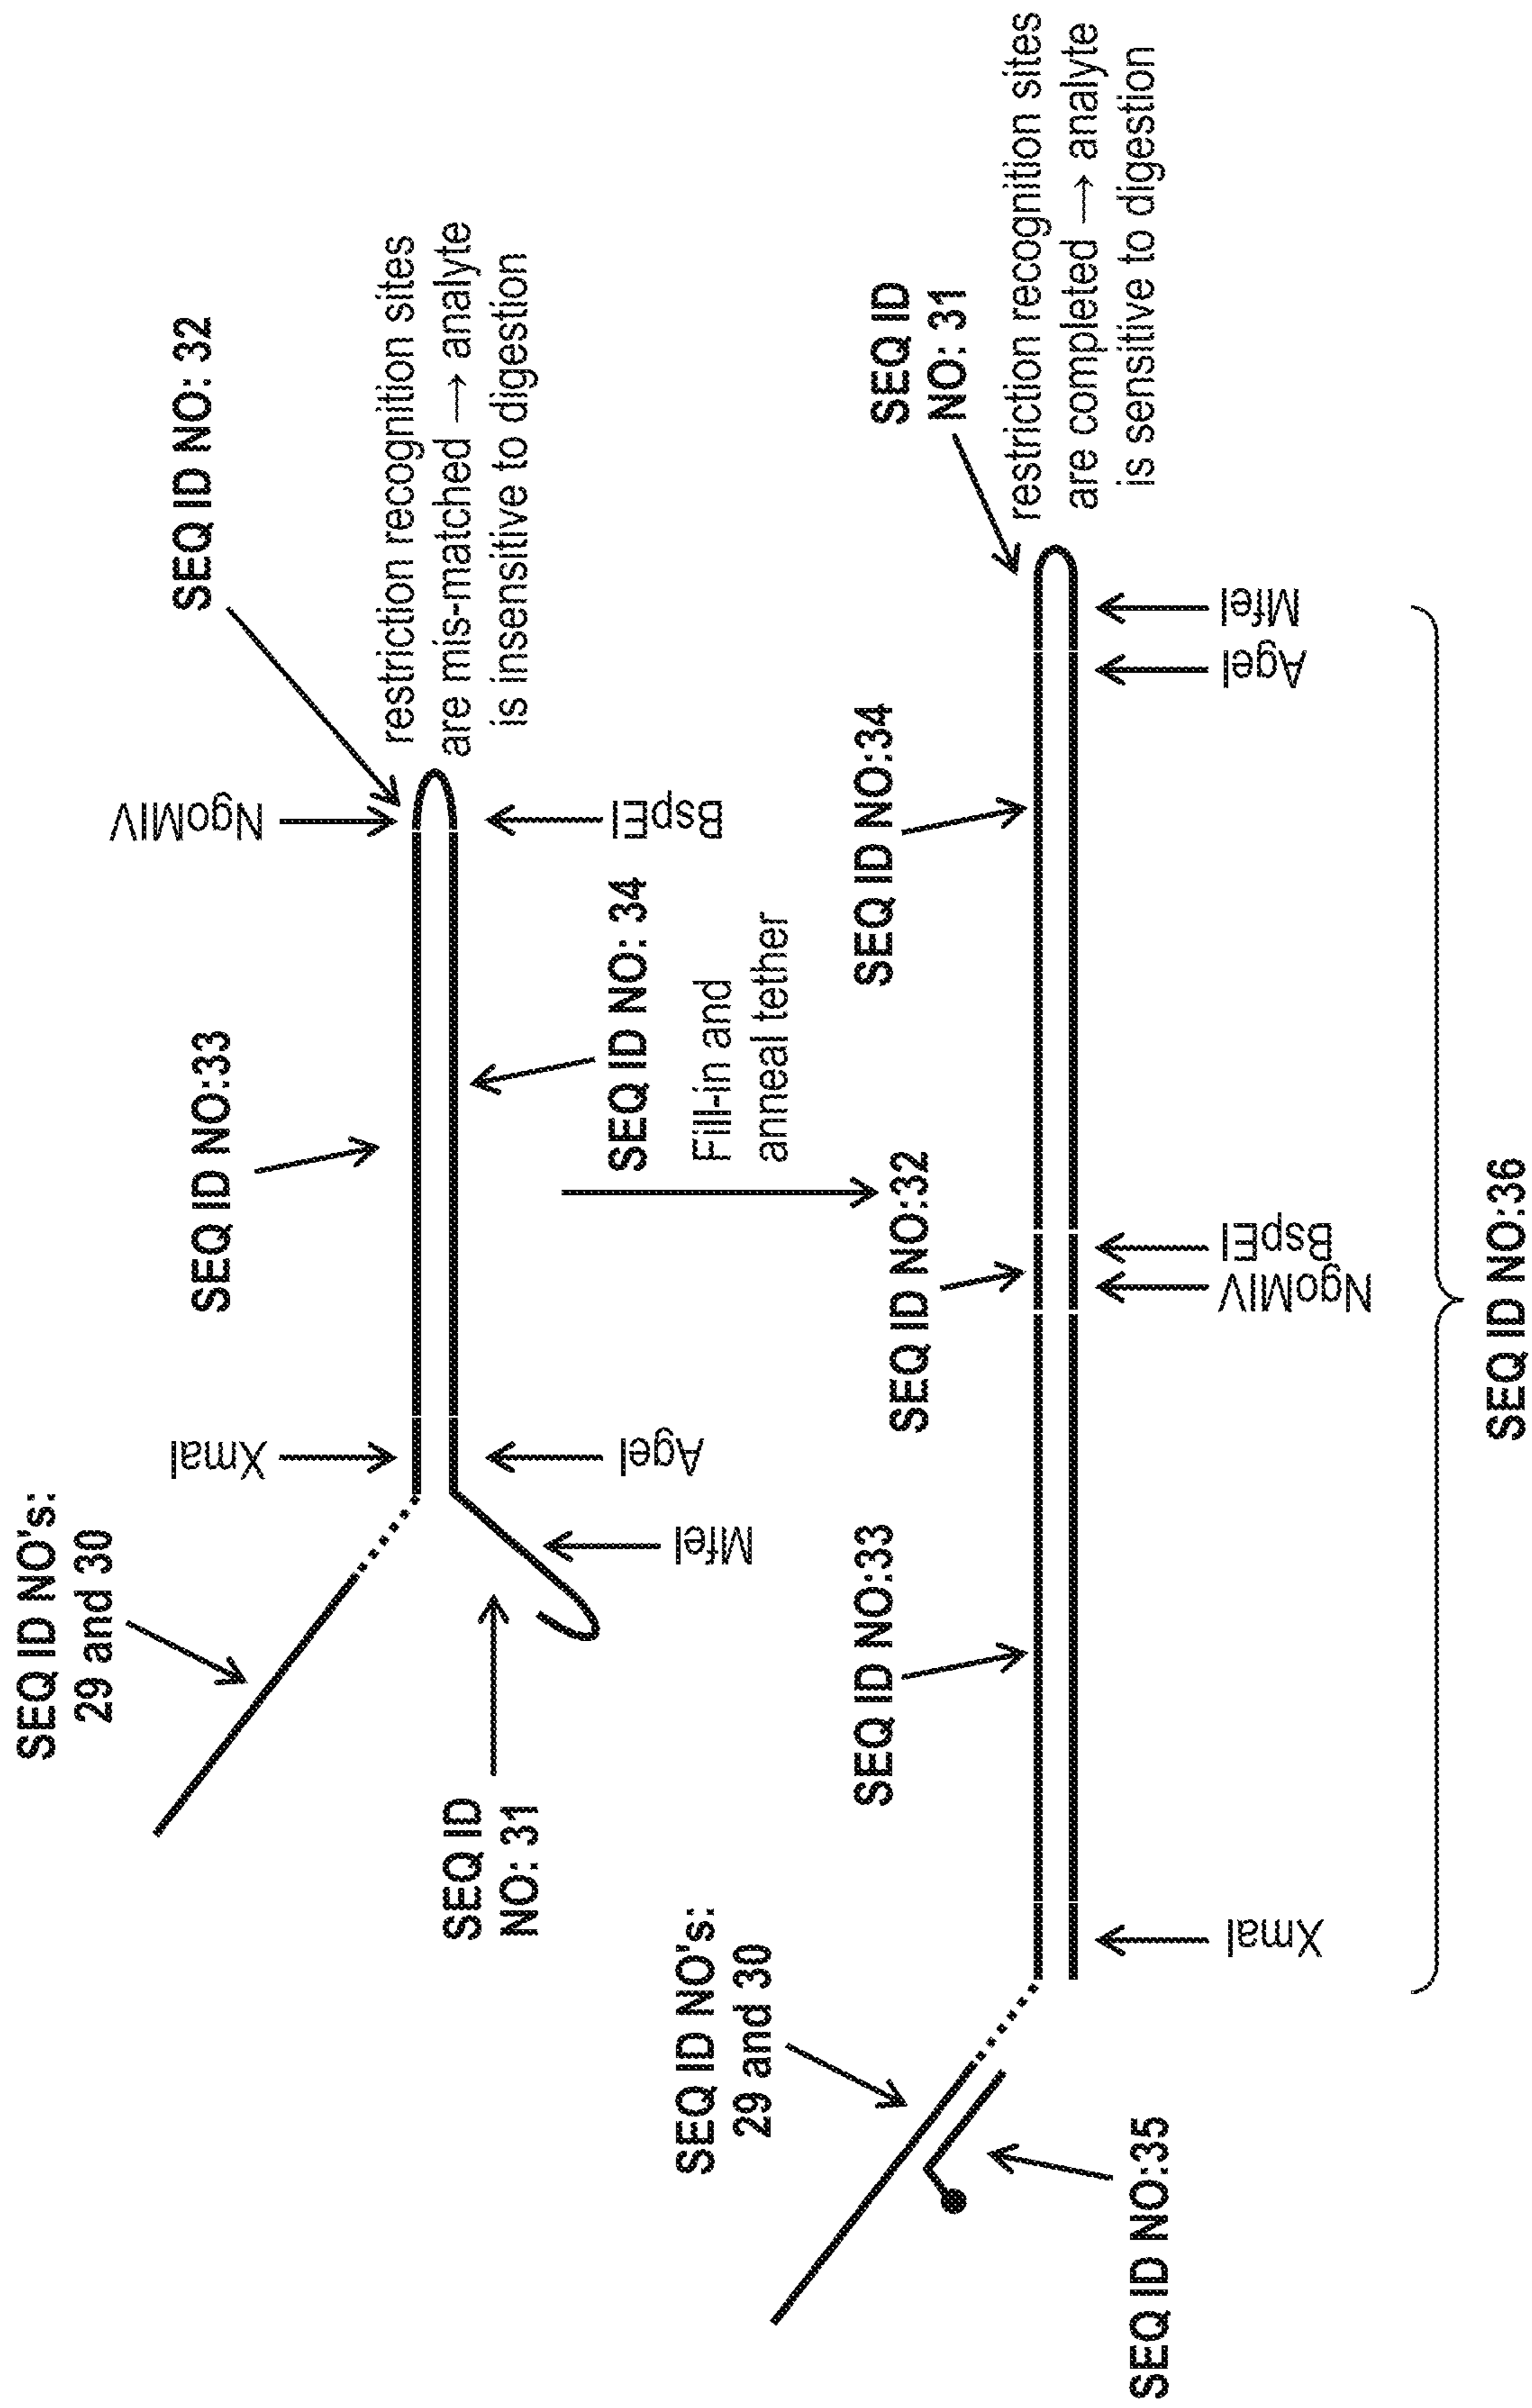 SEQ ID NO's:
29 and 30
XmaI
SEQ ID NO:33
NgoMIV
SEQ ID NO: 32
restriction recognition sites
are mis-matched → analyte
is insensitive to digestion
SEQ ID
NO: 31
MfeI
AgeI
SEQ ID NO: 34
BspEI
Fill-in and
anneal tether
SEQ ID NO's:
29 and 30
SEQ ID NO:33
SEQ ID NO:32
SEQ ID NO:34
SEQ ID
NO: 31
restriction recognition sites
are completed → analyte
is sensitive to digestion
SEQ ID NO:35
XmaI
NgoMIV
BspEI
AgeI
MfeI
SEQ ID NO:36